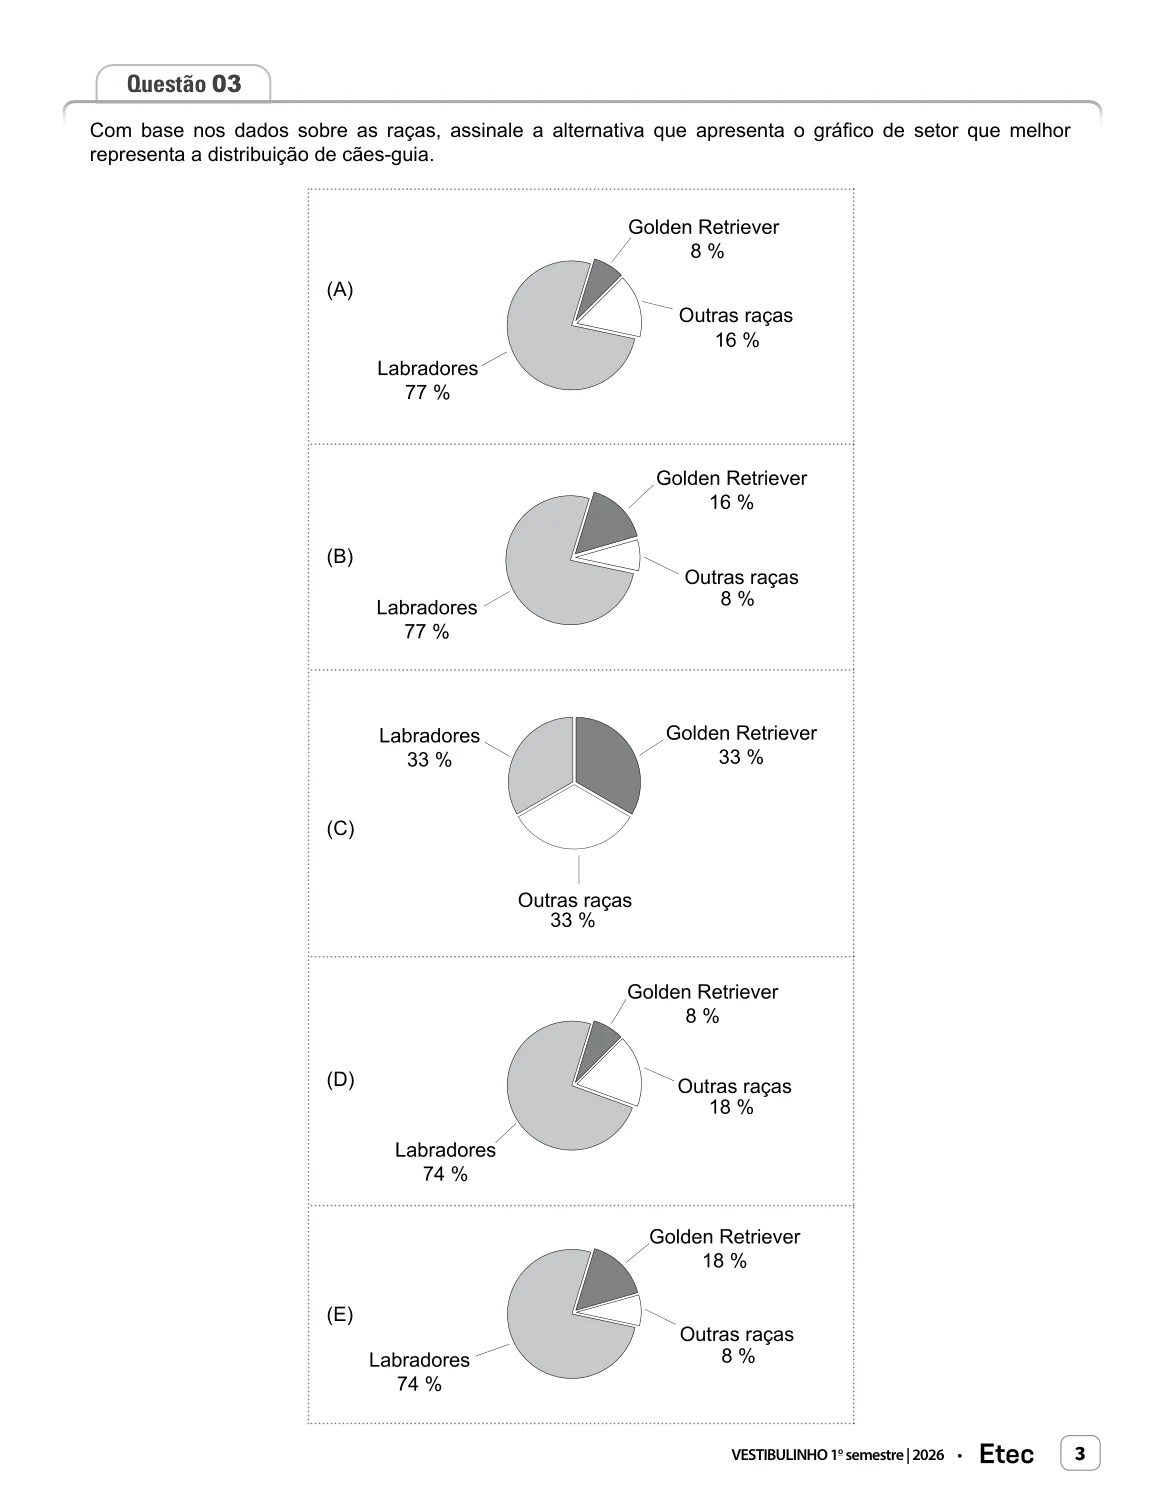 Questão 03
Com base nos dados sobre as raças, assinale a alternativa que apresenta o gráfico de setor que melhor
representa a distribuição de cães-guia.
(A)
Golden Retriever
8 %
Outras raças
16 %
Labradores
77 %
(B)
Golden Retriever
16 %
Outras raças
8 %
Labradores
77 %
(C)
Labradores
33 %
Golden Retriever
33 %
Outras raças
33 %
(D)
Golden Retriever
8 %
Outras raças
18 %
Labradores
74 %
(E)
Golden Retriever
18 %
Outras raças
8 %
Labradores
74 %
VESTIBULINHO 1º semestre | 2026 • Etec 3